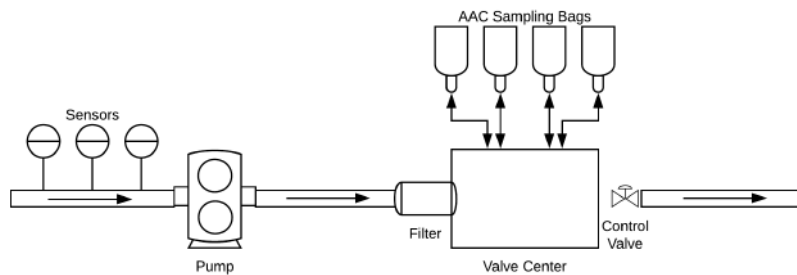 AAC Sampling Bags
Sensors
Filter
Control
Valve
Pump
Valve Center